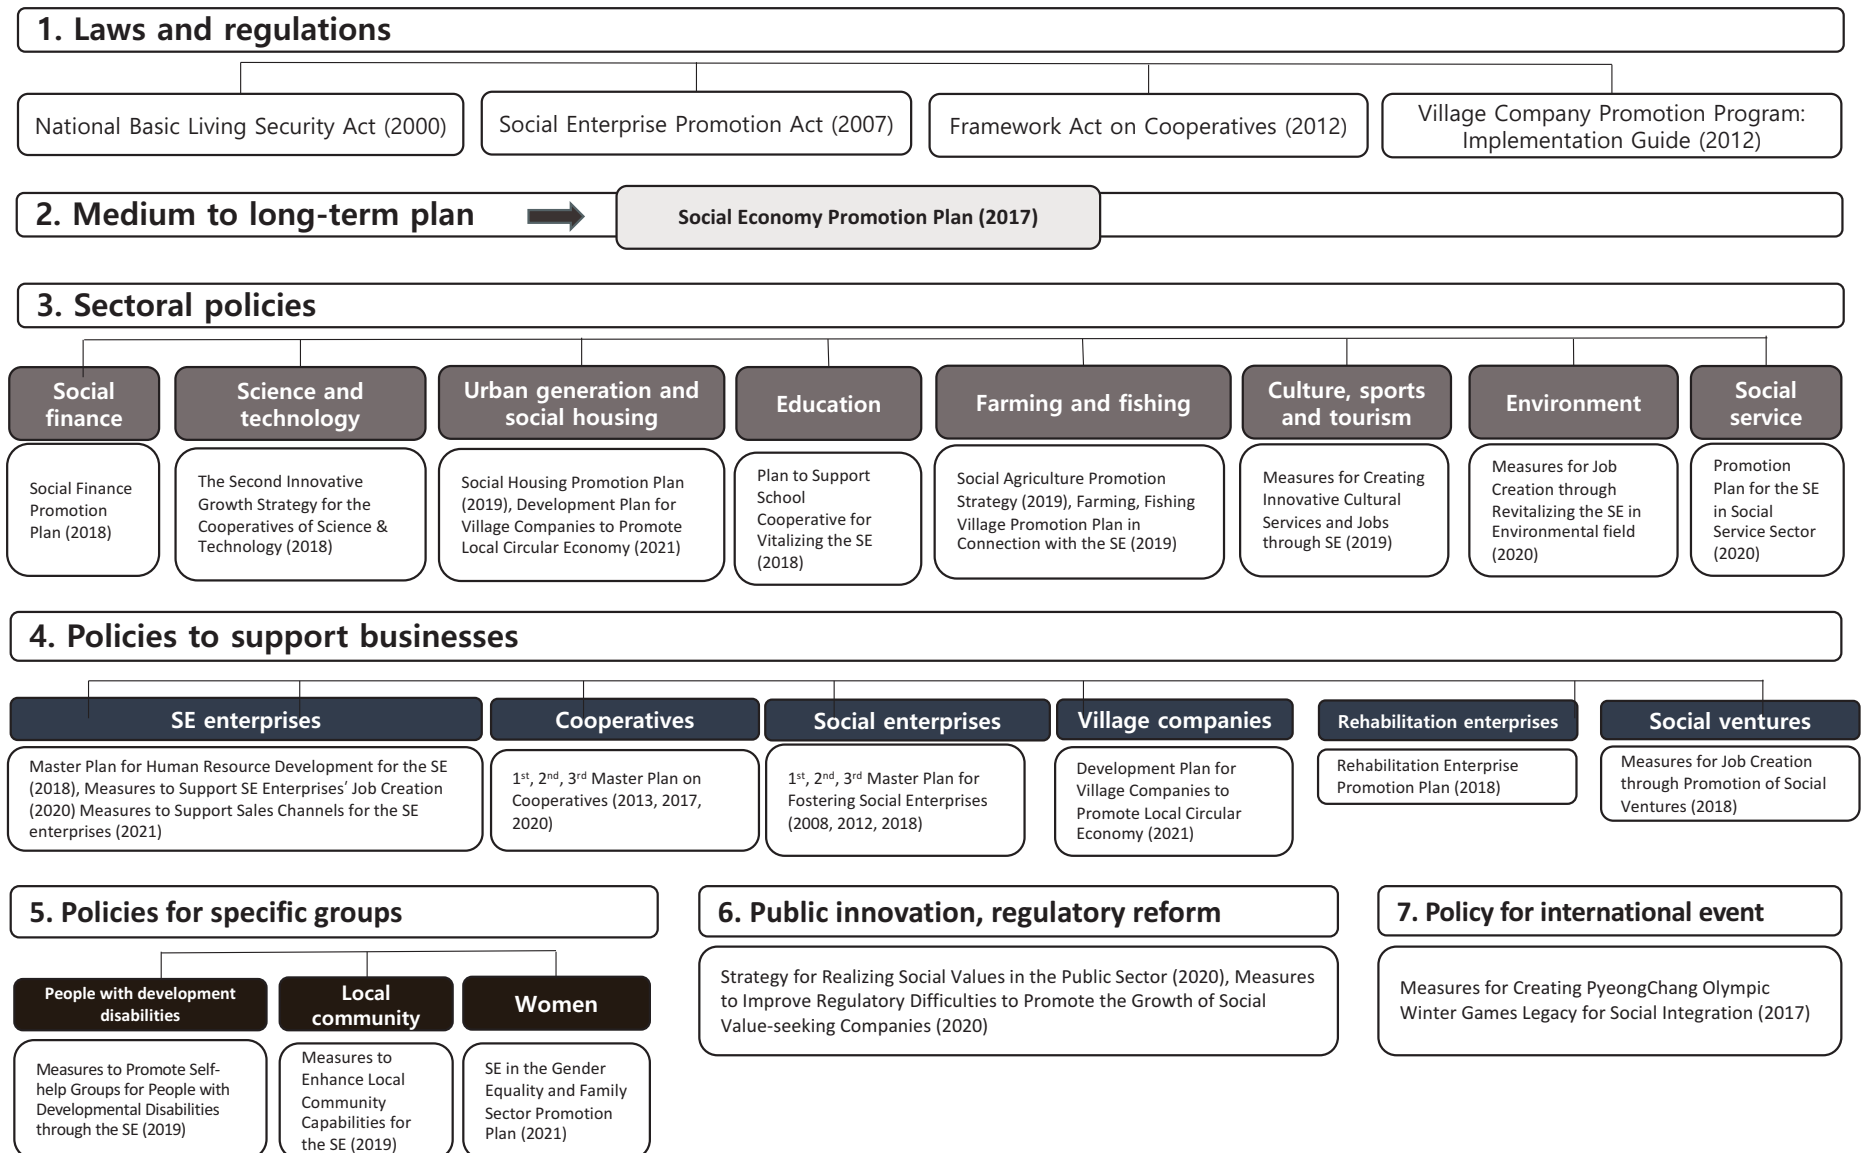 1. Laws and regulations
National Basic Living Security Act (2000)
Social Enterprise Promotion Act (2007)
Framework Act on Cooperatives (2012)
Village Company Promotion Program:
Implementation Guide (2012)
2. Medium to long-term plan
Social Economy Promotion Plan (2017)
3. Sectoral policies
Social
finance
Social Finance
Promotion
Plan (2018)
Science and
technology
The Second Innovative
Growth Strategy for the
Cooperatives of Science &
Technology (2018)
Urban generation and
social housing
Social Housing Promotion Plan
(2019), Development Plan for
Village Companies to Promote
Local Circular Economy (2021)
Education
Plan to Support
School
Cooperative for
Vitalizing the SE
(2018)
Farming and fishing
Social Agriculture Promotion
Strategy (2019), Farming, Fishing
Village Promotion Plan in
Connection with the SE (2019)
Culture, sports
and tourism
Measures for Creating
Innovative Cultural
Services and Jobs
through SE (2019)
Environment
Measures for Job
Creation through
Revitalizing the SE in
Environmental field
(2020)
Social
service
Promotion
Plan for the SE
in Social
Service Sector
(2020)
4. Policies to support businesses
SE enterprises
Master Plan for Human Resource Development for the SE
(2018), Measures to Support SE Enterprises’ Job Creation
(2020) Measures to Support Sales Channels for the SE
enterprises (2021)
Cooperatives
1st, 2nd, 3rd Master Plan on
Cooperatives (2013, 2017,
2020)
Social enterprises
1st, 2nd, 3rd Master Plan for
Fostering Social Enterprises
(2008, 2012, 2018)
Village companies
Development Plan for
Village Companies to
Promote Local Circular
Economy (2021)
Rehabilitation enterprises
Rehabilitation Enterprise
Promotion Plan (2018)
Social ventures
Measures for Job Creation
through Promotion of Social
Ventures (2018)
5. Policies for specific groups
People with development
disabilities
Measures to Promote Self-
help Groups for People with
Developmental Disabilities
through the SE (2019)
Local
community
Measures to
Enhance Local
Community
Capabilities for
the SE (2019)
Women
SE in the Gender
Equality and Family
Sector Promotion
Plan (2021)
6. Public innovation, regulatory reform
Strategy for Realizing Social Values in the Public Sector (2020), Measures
to Improve Regulatory Difficulties to Promote the Growth of Social
Value-seeking Companies (2020)
7. Policy for international event
Measures for Creating PyeongChang Olympic
Winter Games Legacy for Social Integration (2017)